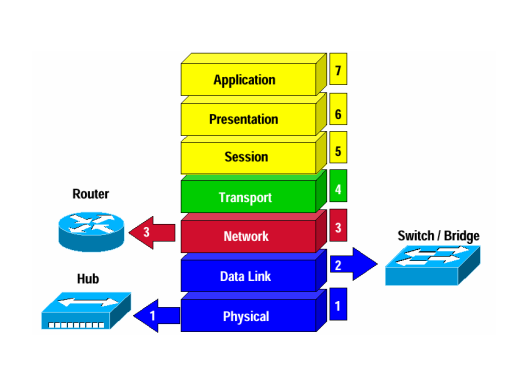 Application 7
Presentation 6
Session 5
Transport 4
Router
3 Network 3
Switch / Bridge
Data Link 2
Hub
1 Physical 1